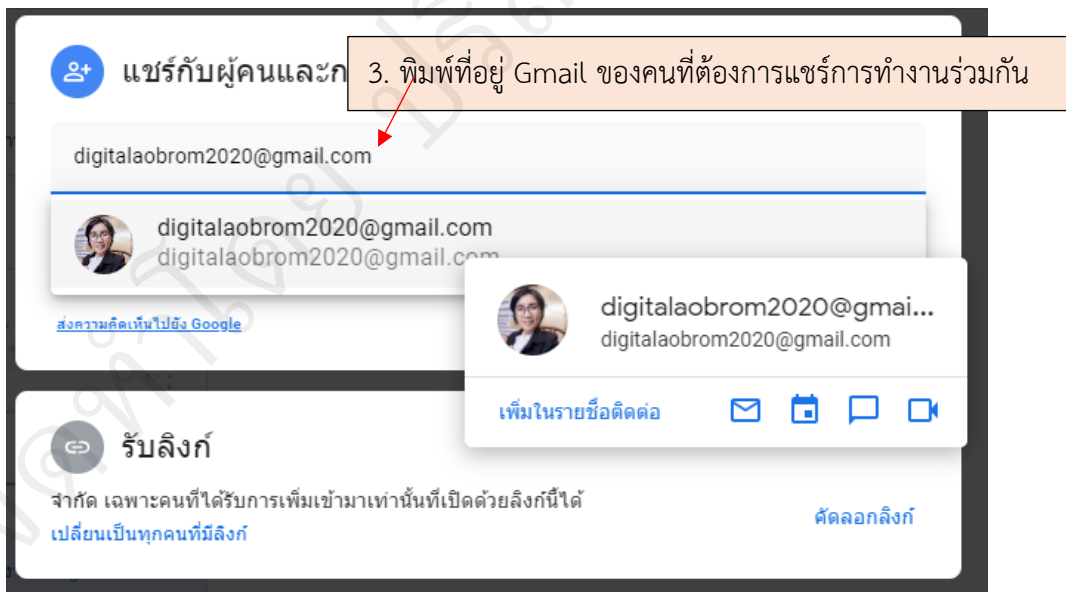 แชร์กับผู้คนและก
3. พิมพ์ที่อยู่ Gmail ของคนที่ต้องการแชร์การทำงานร่วมกัน
digitalaobrom2020@gmail.com
digitalaobrom2020@gmail.com
digitalaobrom2020@gmail.com
digitalaobrom2020@gmai...
digitalaobrom2020@gmail.com
ส่งความคิดเห็นไปยัง Google
เพิ่มในรายชื่อติดต่อ
รับลิงก์
จำกัด เฉพาะคนที่ได้รับการเพิ่มเข้ามาเท่านั้นที่เปิดด้วยลิงก์นี้ได้
เปลี่ยนเป็นทุกคนที่มีลิงก์
คัดลอกลิงก์